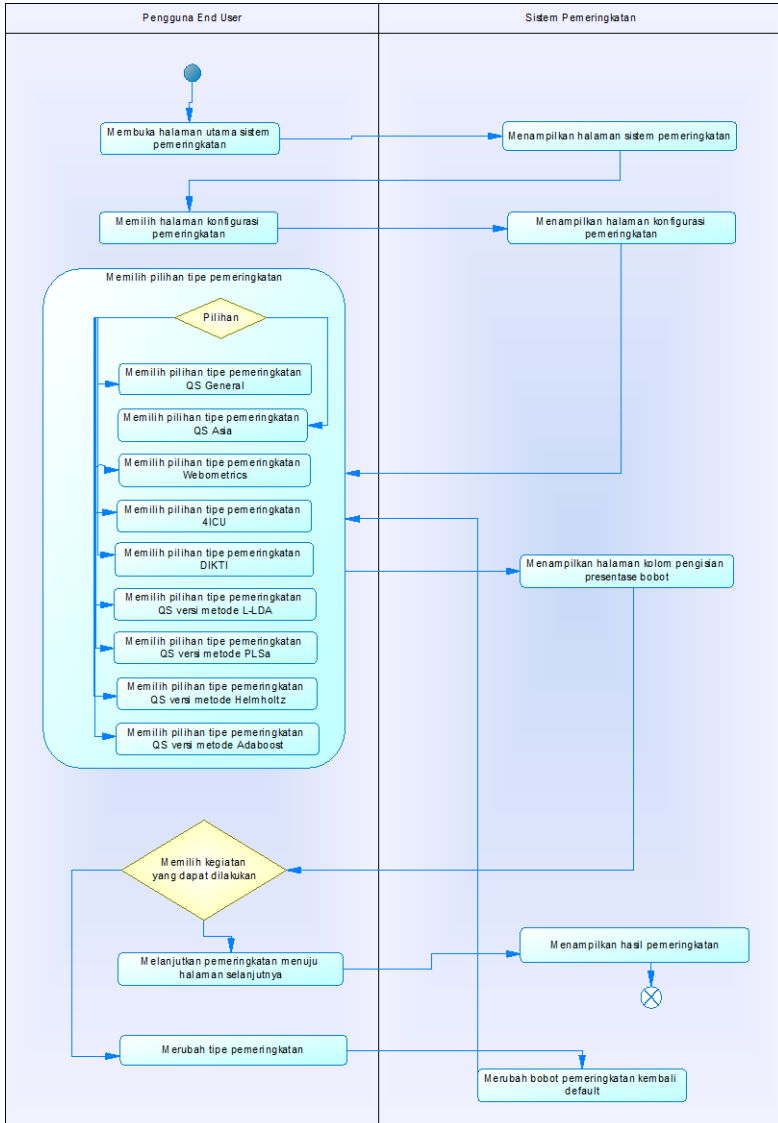 Pengguna End User
Sistem Pemeringkatan
Membuka halaman utama sistem
pemeringkatan
Menampilkan halaman sistem pemeringkatan
Memilih halaman konfigurasi
pemeringkatan
Menampilkan halaman konfigurasi
pemeringkatan
Memilih pilihan tipe pemeringkatan
Pilihan
Memilih pilihan tipe pemeringkatan
QS General
Memilih pilihan tipe pemeringkatan
QS Asia
Memilih pilihan tipe pemeringkatan
Webometrics
Memilih pilihan tipe pemeringkatan
4ICU
Memilih pilihan tipe pemeringkatan
DIKTI
Menampilkan halaman kolom pengisian
presentase bobot
Memilih pilihan tipe pemeringkatan
QS versi metode L-LDA
Memilih pilihan tipe pemeringkatan
QS versi metode PLSa
Memilih pilihan tipe pemeringkatan
QS versi metode Helmholtz
Memilih pilihan tipe pemeringkatan
QS versi metode Adaboost
Memilih kegiatan
yang dapat dilakukan
Melanjutkan pemeringkatan menuju
halaman selanjutnya
Menampilkan hasil pemeringkatan
Merubah tipe pemeringkatan
Merubah bobot pemeringkatan kembali
default